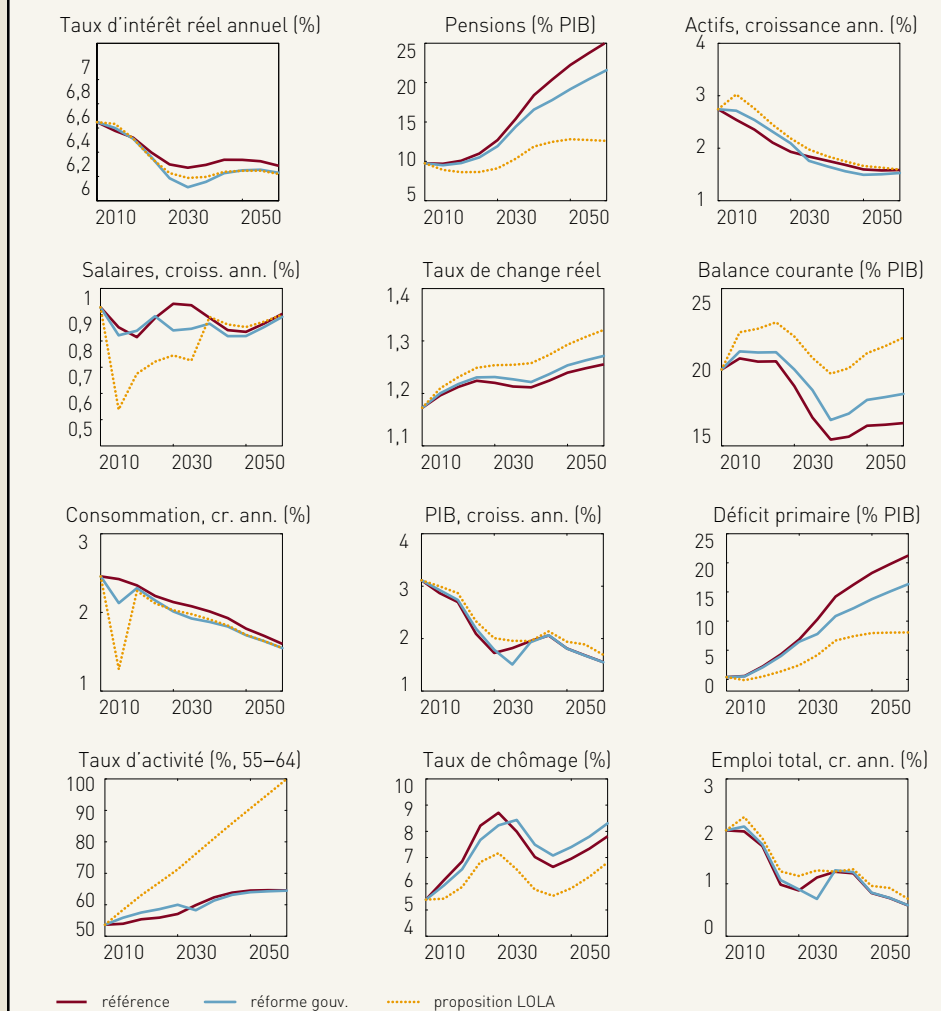 Taux d'intérêt réel annuel (%)
7
6,8
6,6
6,4
6,2
6
2010 2030 2050
Pensions (% PIB)
25
20
15
10
5
2010 2030 2050
Actifs, croissance ann. (%)
4
3
2
1
2010 2030 2050
Salaires, croiss. ann. (%)
1
0,9
0,8
0,7
0,6
0,5
2010 2030 2050
Taux de change réel
1,4
1,3
1,2
1,1
2010 2030 2050
Balance courante (% PIB)
25
20
15
2010 2030 2050
Consommation, cr. ann. (%)
3
2
1
2010 2030 2050
PIB, croiss. ann. (%)
4
3
2
1
2010 2030 2050
Déficit primaire (% PIB)
25
20
15
10
5
0
2010 2030 2050
Taux d'activité (%, 55–64)
100
90
80
70
60
50
2010 2030 2050
Taux de chômage (%)
10
9
8
7
6
5
4
2010 2030 2050
Emploi total, cr. ann. (%)
3
2
1
0
2010 2030 2050
référence réforme gouv. proposition LOLA